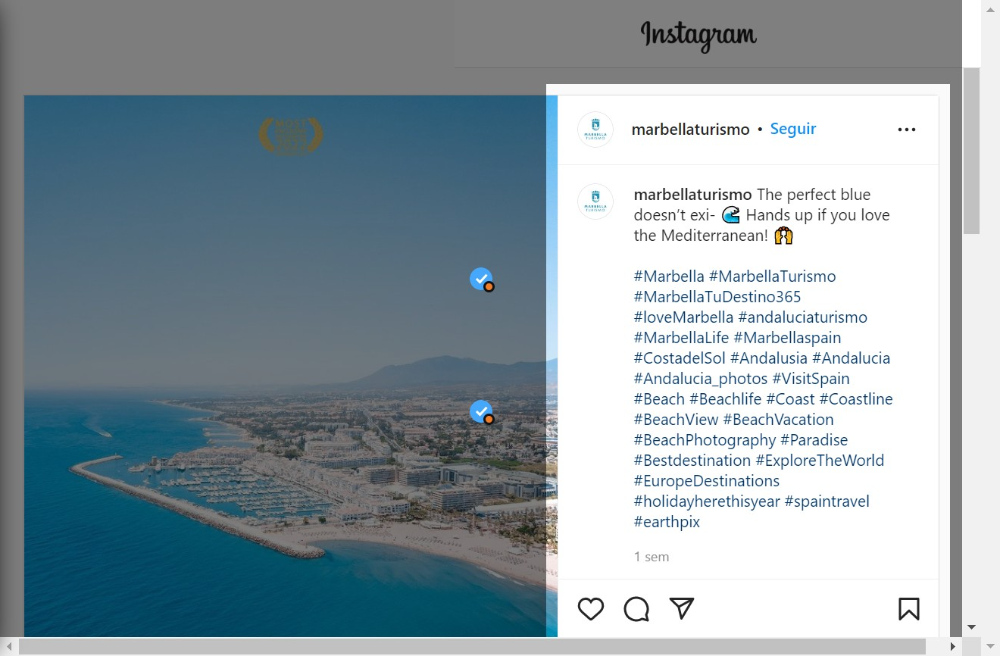 Instagram
marbellaturismo • Seguir
MARBELLA
TURISMO
MARBELLA
TURISMO
marbellaturismo The perfect blue
doesn’t exi- 🌊 Hands up if you love
the Mediterranean! 🙌
#Marbella #MarbellaTurismo
#MarbellaTuDestino365
#loveMarbella #andaluciaturismo
#MarbellaLife #Marbellaspain
#CostadelSol #Andalusia #Andalucia
#Andalucia_photos #VisitSpain
#Beach #Beachlife #Coast #Coastline
#BeachView #BeachVacation
#BeachPhotography #Paradise
#Bestdestination #ExploreTheWorld
#EuropeDestinations
#holidayherethisyear #spaintravel
#earthpix
1 sem